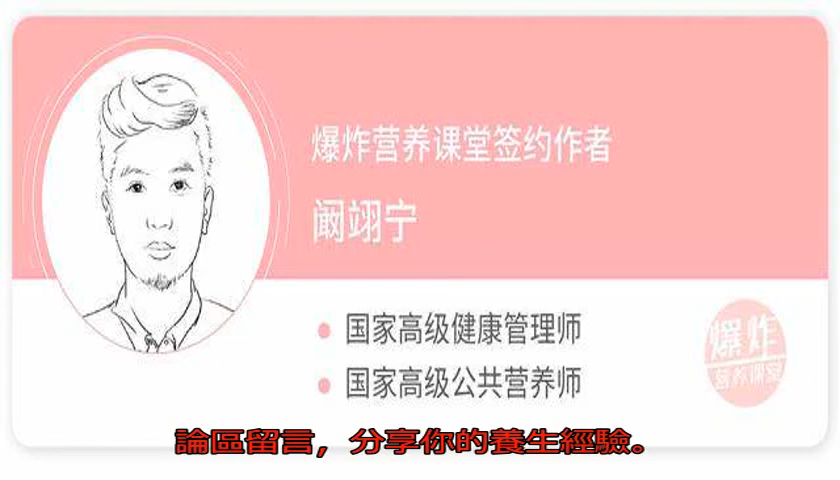 爆炸营养课堂签约作者
阚翊宁
国家高级健康管理师
国家高级公共营养师
爆炸
营养课堂
論區留言，分享你的養生經驗。